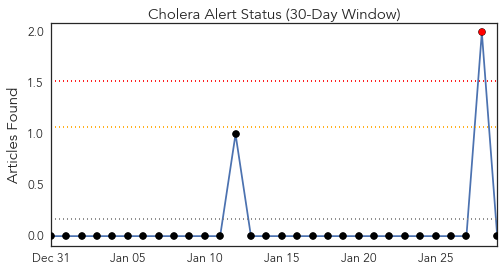 Cholera Alert Status (30-Day Window)
Articles Found
2.0
1.5
1.0
0.5
0.0
Dec 31 Jan 05 Jan 10 Jan 15 Jan 20 Jan 25